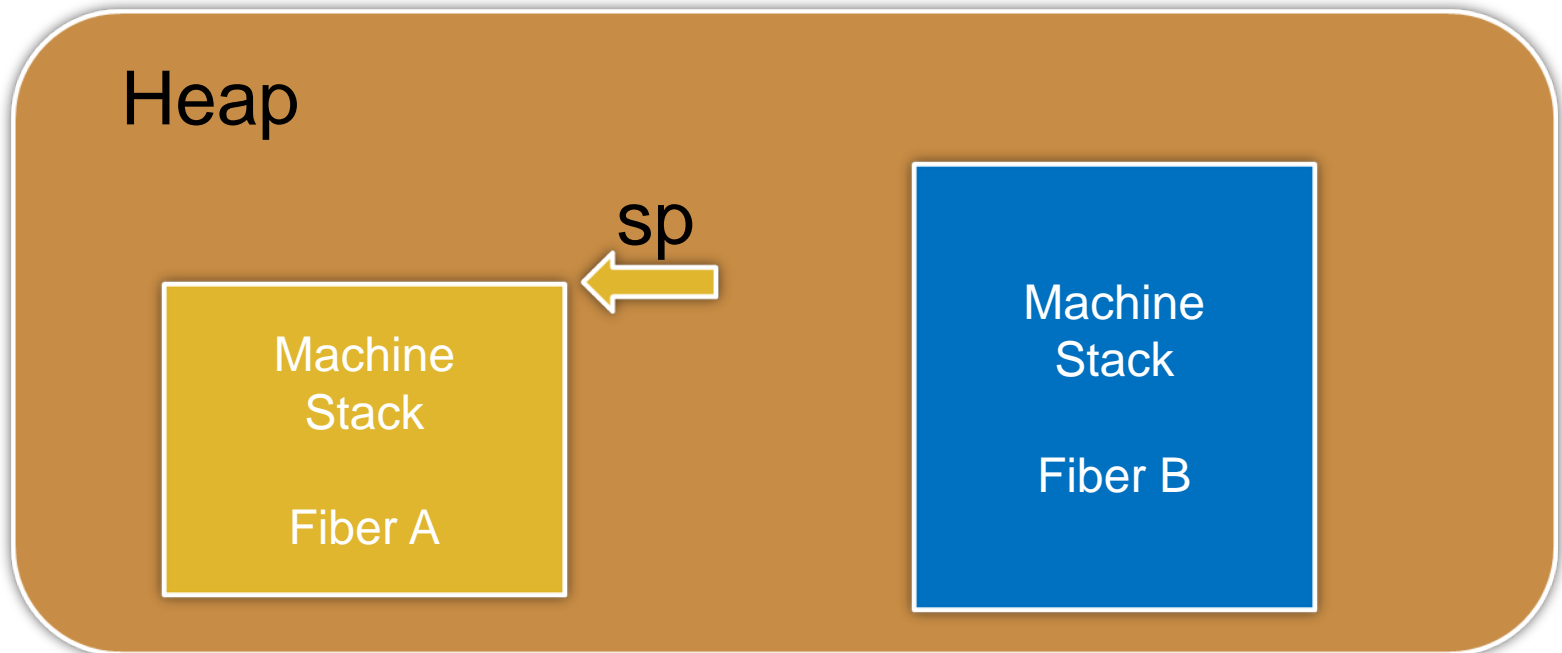 Heap
sp
Machine
Stack
Fiber A
Machine
Stack
Fiber B